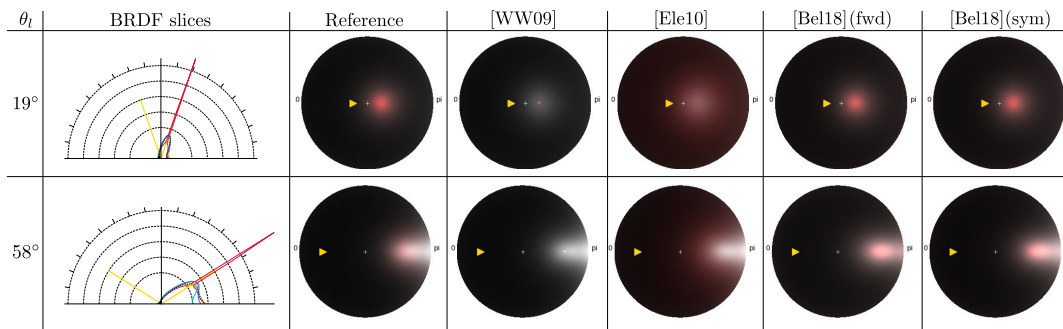 θl BRDF slices Reference [WW09] [Ele10] [Bel18](fwd) [Bel18](sym)
19° 0 pi 0 pi 0 pi 0 pi 0 pi
58° 0 pi 0 pi 0 pi 0 pi 0 pi